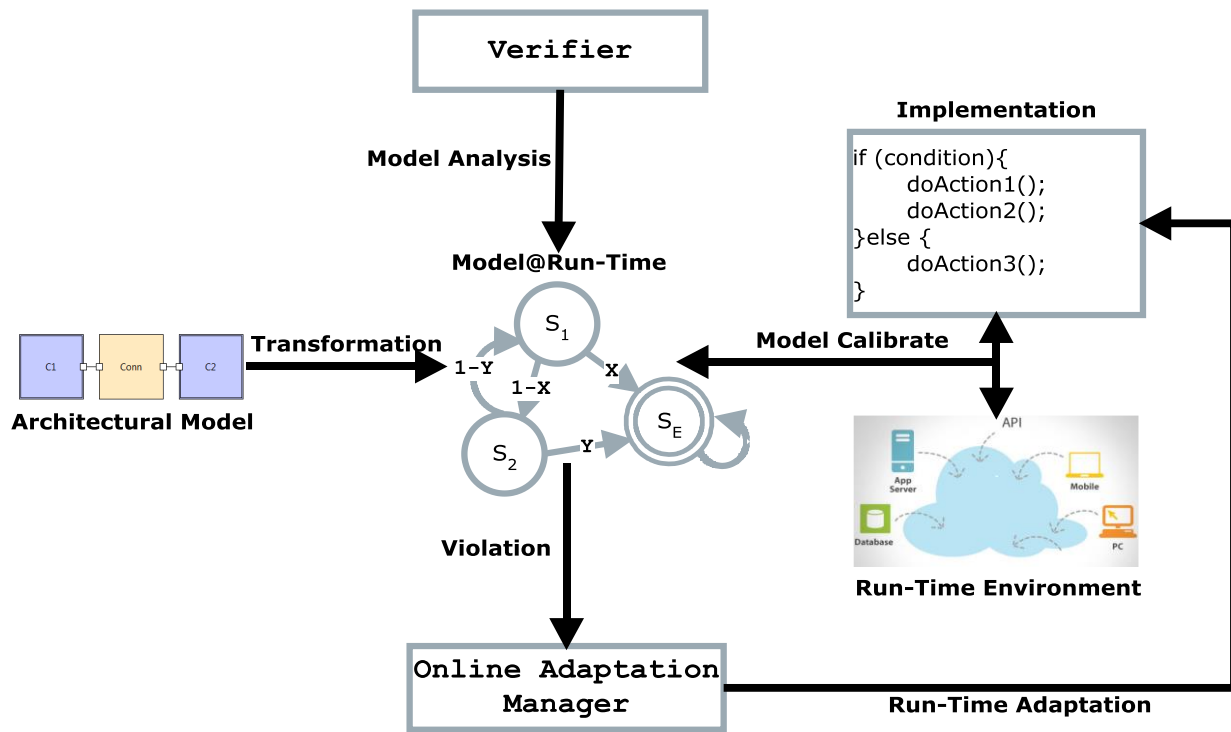 Verifier
Model Analysis
Implementation
if (condition){
doAction1();
doAction2();
}else {
doAction3();
}
Model@Run-Time
S1
Transformation
1-Y
1-X
X
Model Calibrate
C1
Conn
C2
Architectural Model
S2
Y
SE
API
App
Server
Mobile
Database
PC
Violation
Run-Time Environment
Online Adaptation
Manager
Run-Time Adaptation